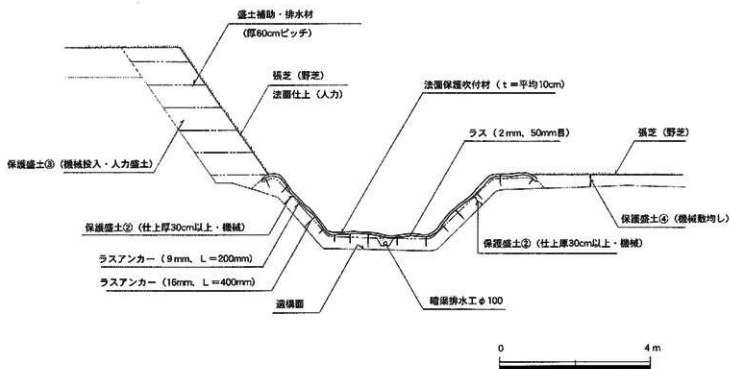 盛土補助・排水材
(厚60cmピッチ)
張芝(野芝)
法面仕上(人力)
法面保護吹付材(t=平均10cm)
ラス(2mm、50mm目)
張芝(野芝)
保護盛土③(機械投入・人力盛土)
保護盛土②(仕上厚30cm以上・機械)
保護盛土④(機械敷均し)
保護盛土②(仕上厚30cm以上・機械)
ラスアンカー(9mm、L=200mm)
ラスアンカー(16mm、L=400mm)
遺構面
暗渠排水工φ100
0
4m